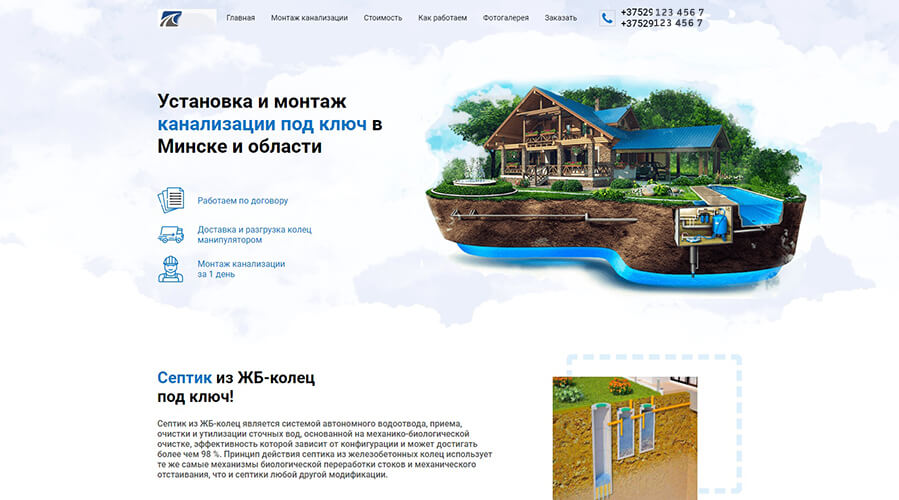 Главная Монтаж канализации Стоимость Как работаем Фотогалерея Заказать
+37529 123 456 7
+37529 123 456 7
Установка и монтаж
канализации под ключ в
Минске и области
Работаем по договору
Доставка и разгрузка колец
манипулятором
Монтаж канализации
за 1 день
Септик из ЖБ-колец
под ключ!
Септик из ЖБ-колец является системой автономного водоотвода, приема,
очистки и утилизации сточных вод, основанной на механико-биологической
очистке, эффективность которой зависит от конфигурации и может достигать
более чем 98 %. Принцип действия септика из железобетонных колец использует
те же самые механизмы биологической переработки стоков и механического
отстаивания, что и септики любой другой модификации.